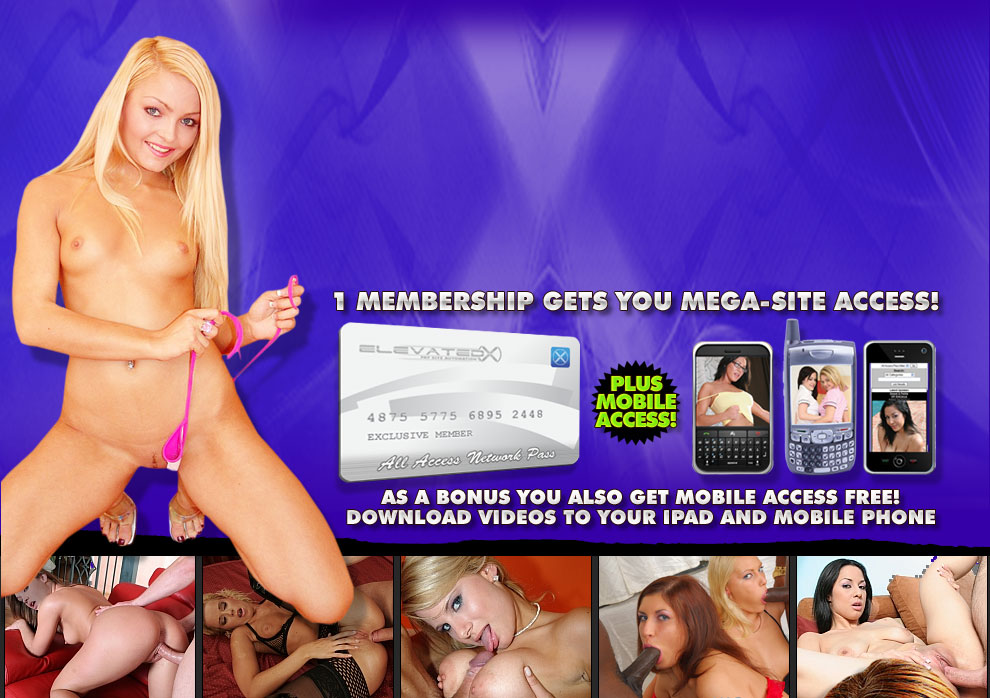 1 MEMBERSHIP GETS YOU MEGA-SITE ACCESS!
ELEVATEDX
4875 5775 6895 2448
EXCLUSIVE MEMBER
All Access Network Pass
PLUS
MOBILE
ACCESS!
AS A BONUS YOU ALSO GET MOBILE ACCESS FREE!
DOWNLOAD VIDEOS TO YOUR IPAD AND MOBILE PHONE